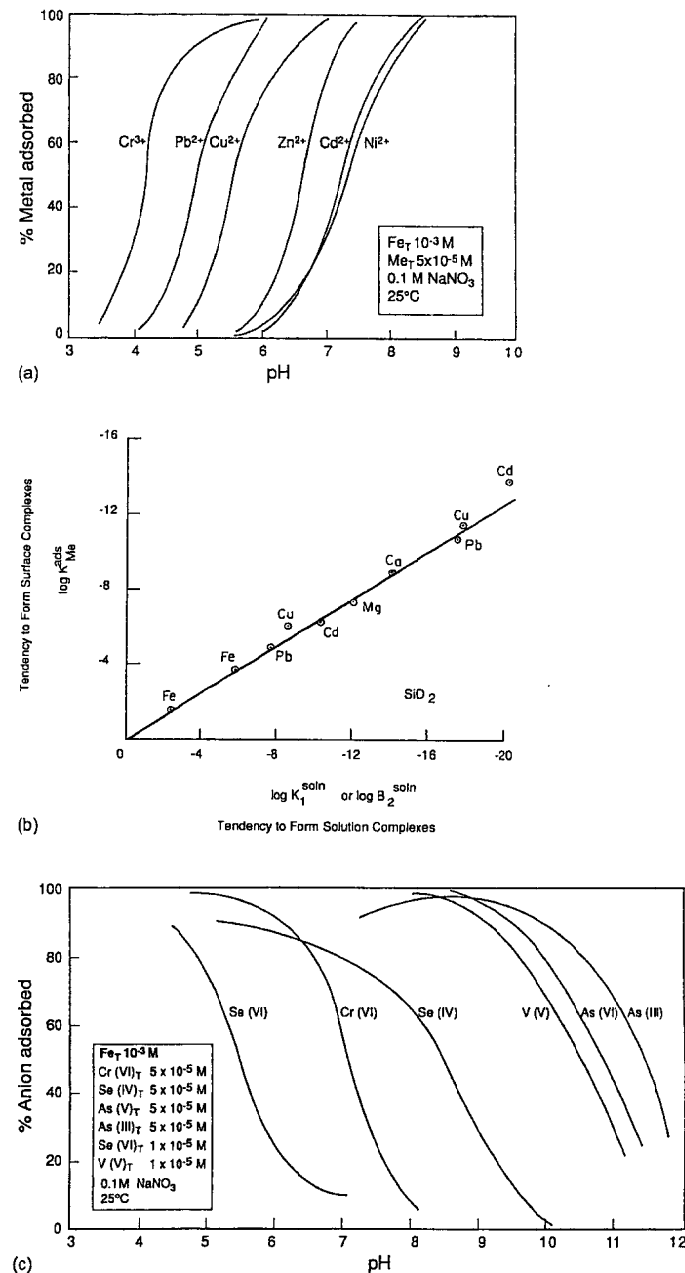 100
80
60
40
20
0
% Metal adsorbed
Cr3+
Pb2+
Cu2+
Zn2+
Cd2+
Ni2+
FeT 10-3 M
MeT 5x10-5 M
0.1 M NaNO3
25°C
3 4 5 6 7 8 9 10
pH
(a)
-16
-12
-8
-4
Tendency to Form Surface Complexes
log K ads Me
Cd
Cu
Pb
Ca
Mg
Cu
Cd
Fe
Pb
Fe
SiO2
0 -4 -8 -12 -16 -20
log K1 soln or log B2 soln
(b)
Tendency to Form Solution Complexes
100
80
60
40
20
0
% Anion adsorbed
Se (VI)
Cr (VI)
Se (IV)
V (V)
As (VI)
As (III)
FeT 10-3 M
Cr (VI)T 5 x 10-5 M
Se (IV)T 5 x 10-5 M
As (V)T 5 x 10-5 M
As (III)T 5 x 10-5 M
Se (VI)T 1 x 10-5 M
V (V)T 1 x 10-5 M
0.1M NaNO3
25°C
3 4 5 6 7 8 9 10 11 12
pH
(c)